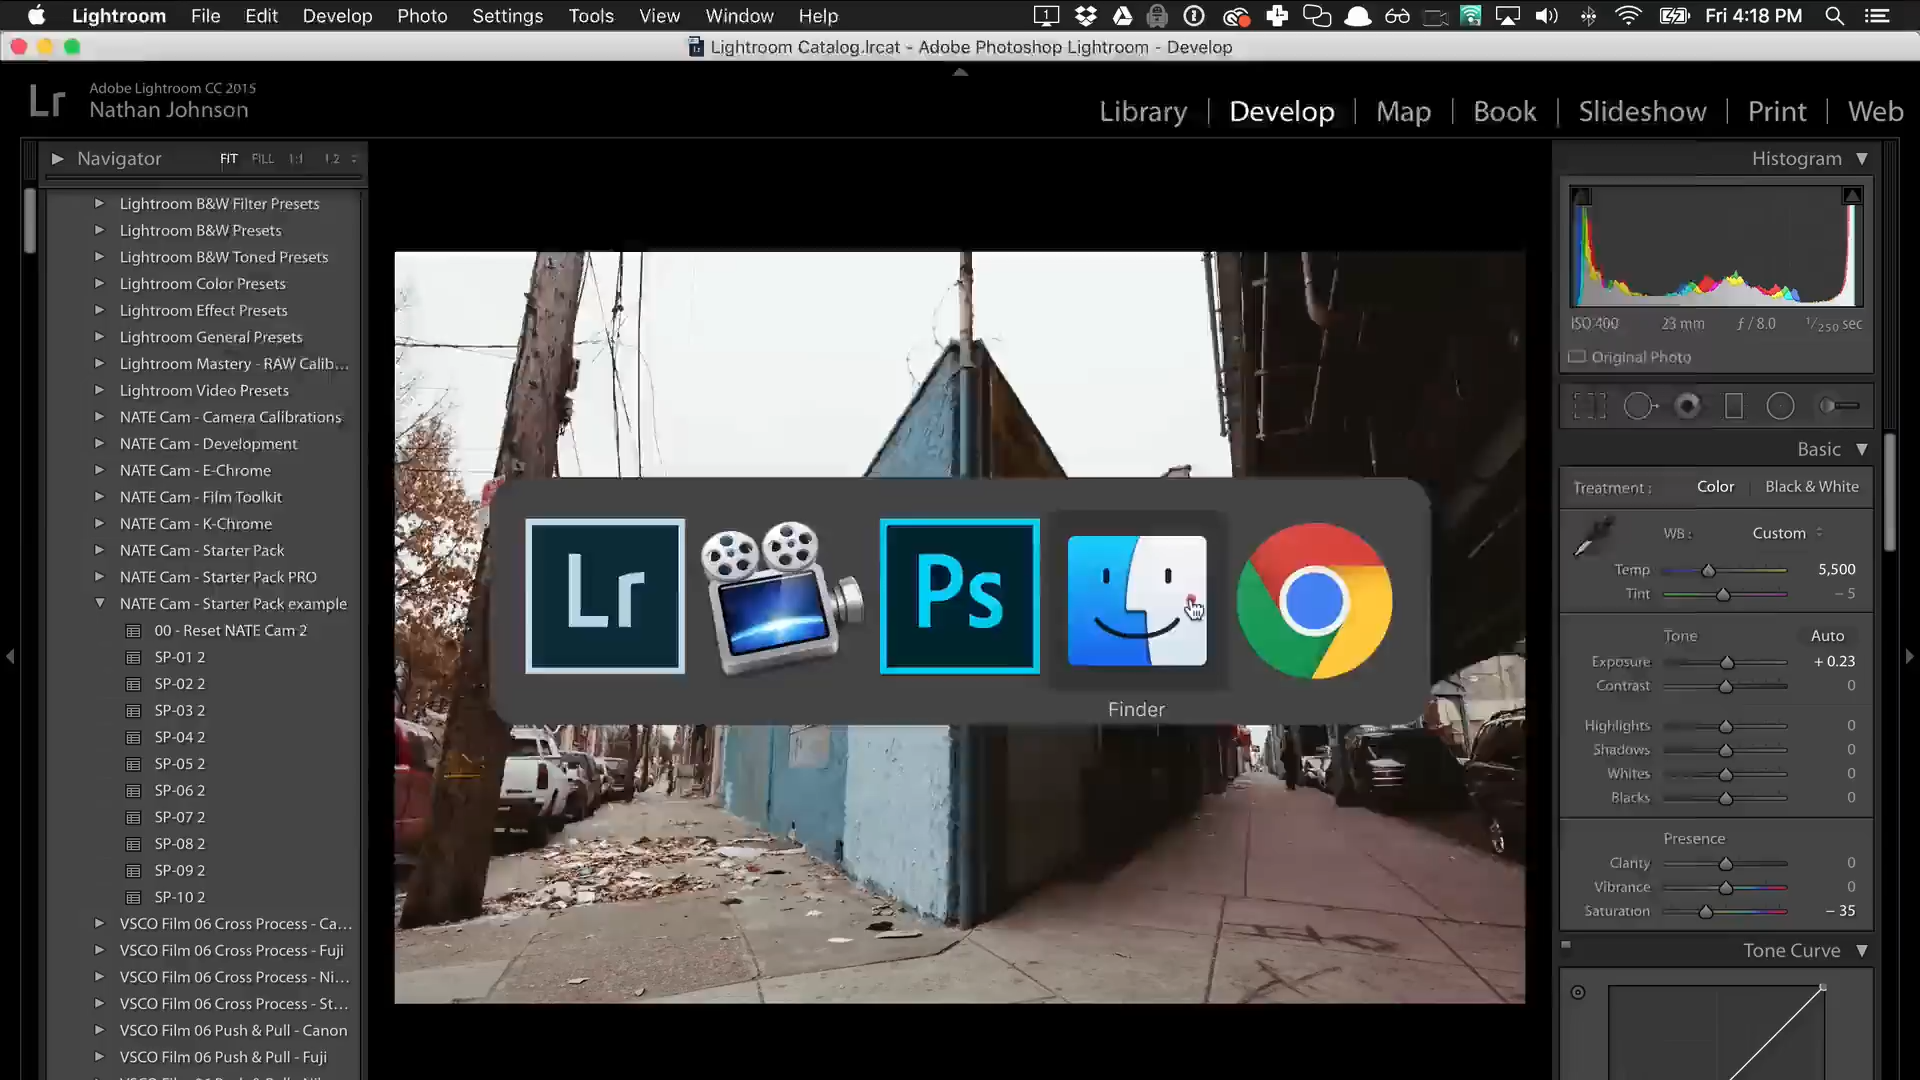 Lightroom File Edit Develop Photo Settings Tools View Window Help 1 Fri 4:18 PM
Lightroom Catalog.lrcat - Adobe Photoshop Lightroom - Develop
Lr Adobe Lightroom CC 2015
Nathan Johnson
Library Develop Map Book Slideshow Print Web
Navigator FIT FILL 1:1 1:2
Lightroom B&W Filter Presets
Lightroom B&W Presets
Lightroom B&W Toned Presets
Lightroom Color Presets
Lightroom Effect Presets
Lightroom General Presets
Lightroom Mastery - RAW Calib...
Lightroom Video Presets
NATE Cam - Camera Calibrations
NATE Cam - Development
NATE Cam - E-Chrome
NATE Cam - Film Toolkit
NATE Cam - K-Chrome
NATE Cam - Starter Pack
NATE Cam - Starter Pack PRO
NATE Cam - Starter Pack example
00 - Reset NATE Cam 2
SP-01 2
SP-02 2
SP-03 2
SP-04 2
SP-05 2
SP-06 2
SP-07 2
SP-08 2
SP-09 2
SP-10 2
VSCO Film 06 Cross Process - Ca...
VSCO Film 06 Cross Process - Fuji
VSCO Film 06 Cross Process - Ni...
VSCO Film 06 Cross Process - St...
VSCO Film 06 Push & Pull - Canon
VSCO Film 06 Push & Pull - Fuji
Lr Ps
Finder
Histogram
ISO 400 23 mm ƒ / 8.0 1/250 sec
Original Photo
Basic
Treatment : Color Black & White
WB : Custom
Temp 5,500
Tint - 5
Tone Auto
Exposure + 0.23
Contrast 0
Highlights 0
Shadows 0
Whites 0
Blacks 0
Presence
Clarity 0
Vibrance 0
Saturation - 35
Tone Curve